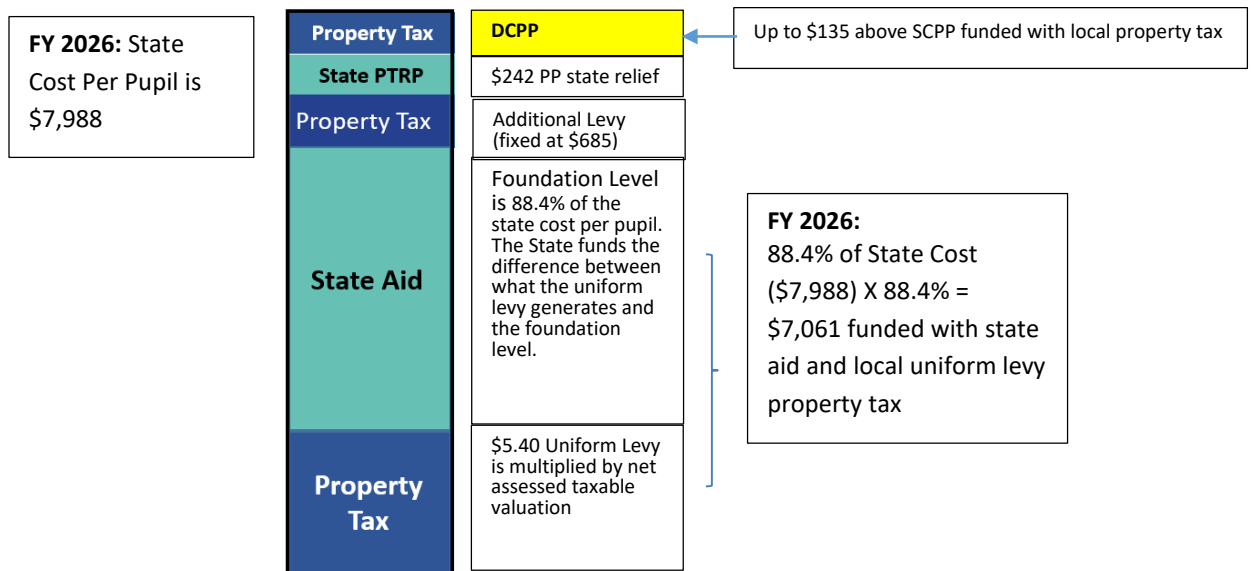 FY 2026: State
Cost Per Pupil is
$7,988
Property Tax
DCPP
Up to $135 above SCPP funded with local property tax
State PTRP
$242 PP state relief
Property Tax
Additional Levy
(fixed at $685)
State Aid
Foundation Level
is 88.4% of the
state cost per pupil.
The State funds the
difference between
what the uniform
levy generates and
the foundation
level.
FY 2026:
88.4% of State Cost
($7,988) X 88.4% =
$7,061 funded with state
aid and local uniform levy
property tax
Property
Tax
$5.40 Uniform Levy
is multiplied by net
assessed taxable
valuation